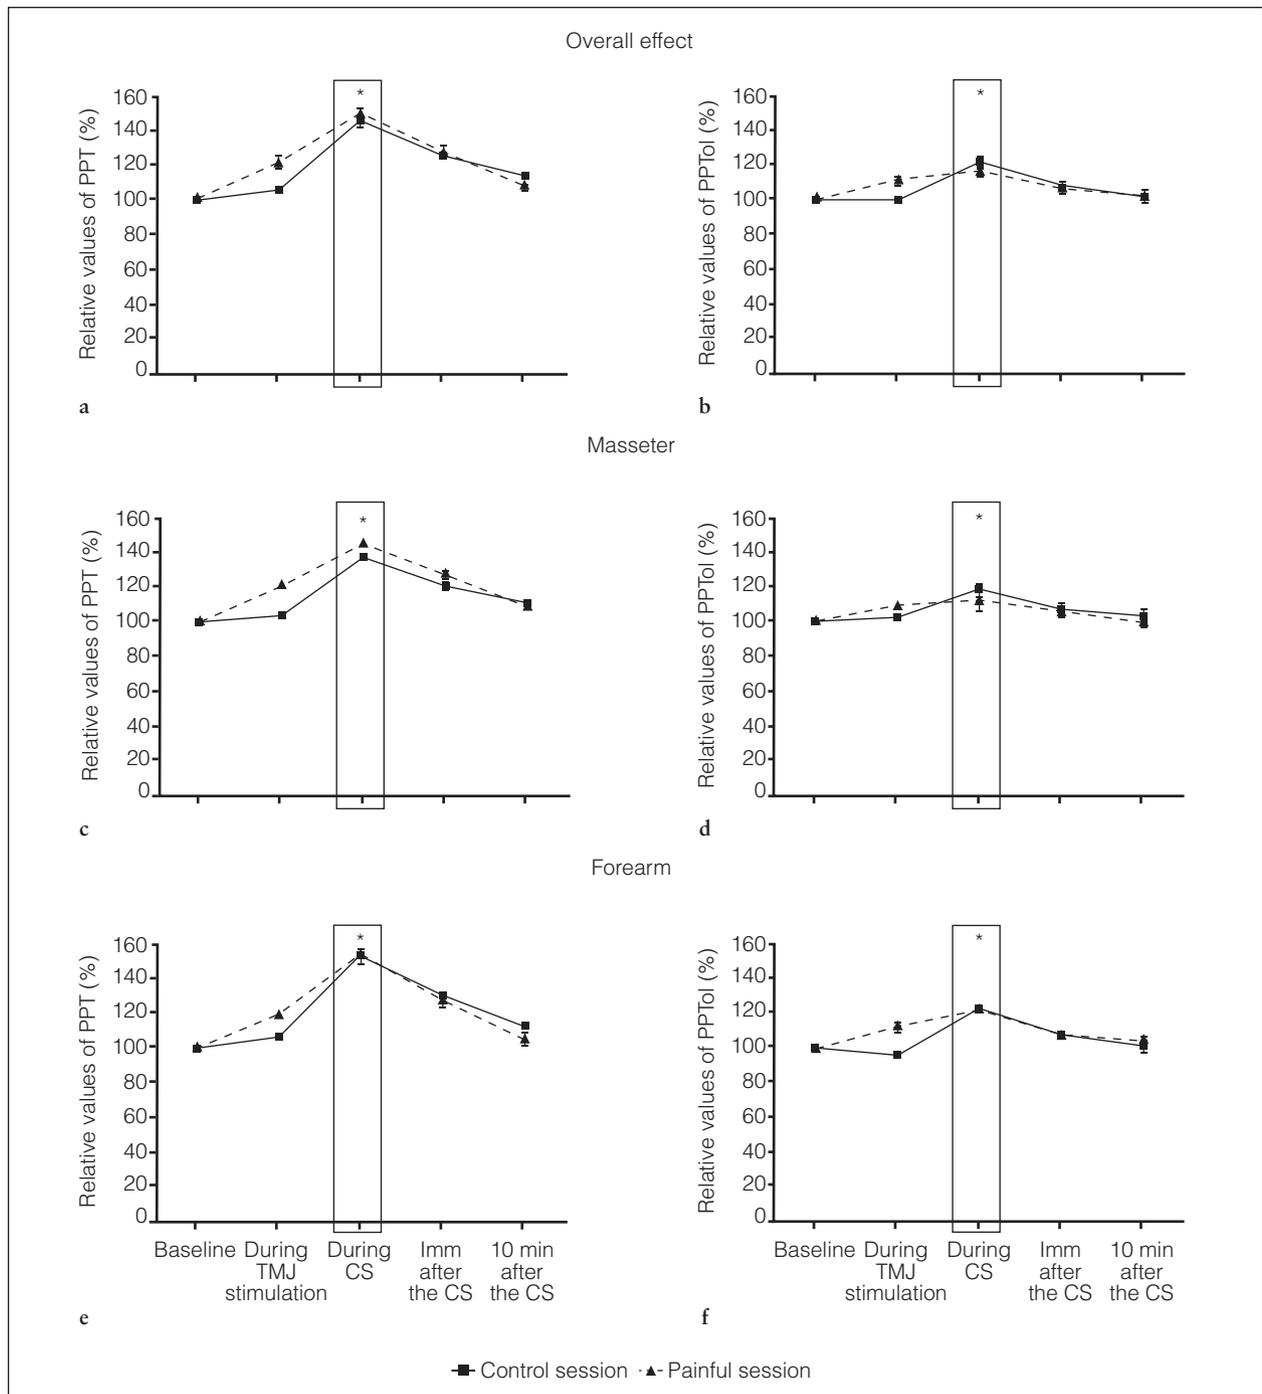 Overall effect
Relative values of PPT (%)
160
140
120
100
80
60
40
20
0
*
a
Relative values of PPTol (%)
160
140
120
100
80
60
40
20
0
*
b
Masseter
Relative values of PPT (%)
160
140
120
100
80
60
40
20
0
*
c
Relative values of PPTol (%)
160
140
120
100
80
60
40
20
0
*
d
Forearm
Relative values of PPT (%)
160
140
120
100
80
60
40
20
0
*
Baseline During During Imm 10 min
TMJ CS after after
stimulation the CS the CS
e
Relative values of PPTol (%)
160
140
120
100
80
60
40
20
0
*
Baseline During During Imm 10 min
TMJ CS after after
stimulation the CS the CS
f
Control session Painful session